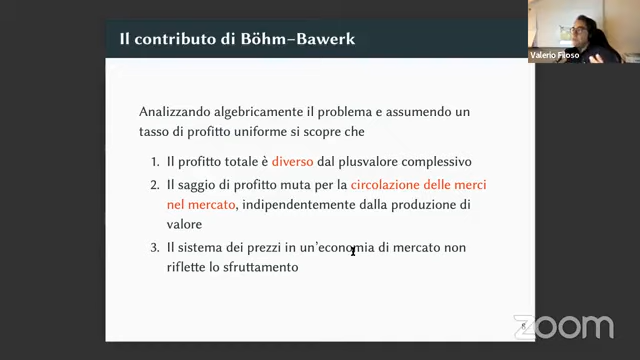 Il contributo di Böhm–Bawerk
Valerio Filoso
Analizzando algebricamente il problema e assumendo un
tasso di profitto uniforme si scopre che
1. Il profitto totale è diverso dal plusvalore complessivo
2. Il saggio di profitto muta per la circolazione delle merci
nel mercato, indipendentemente dalla produzione di
valore
3. Il sistema dei prezzi in un'economia di mercato non
riflette lo sfruttamento
zoom